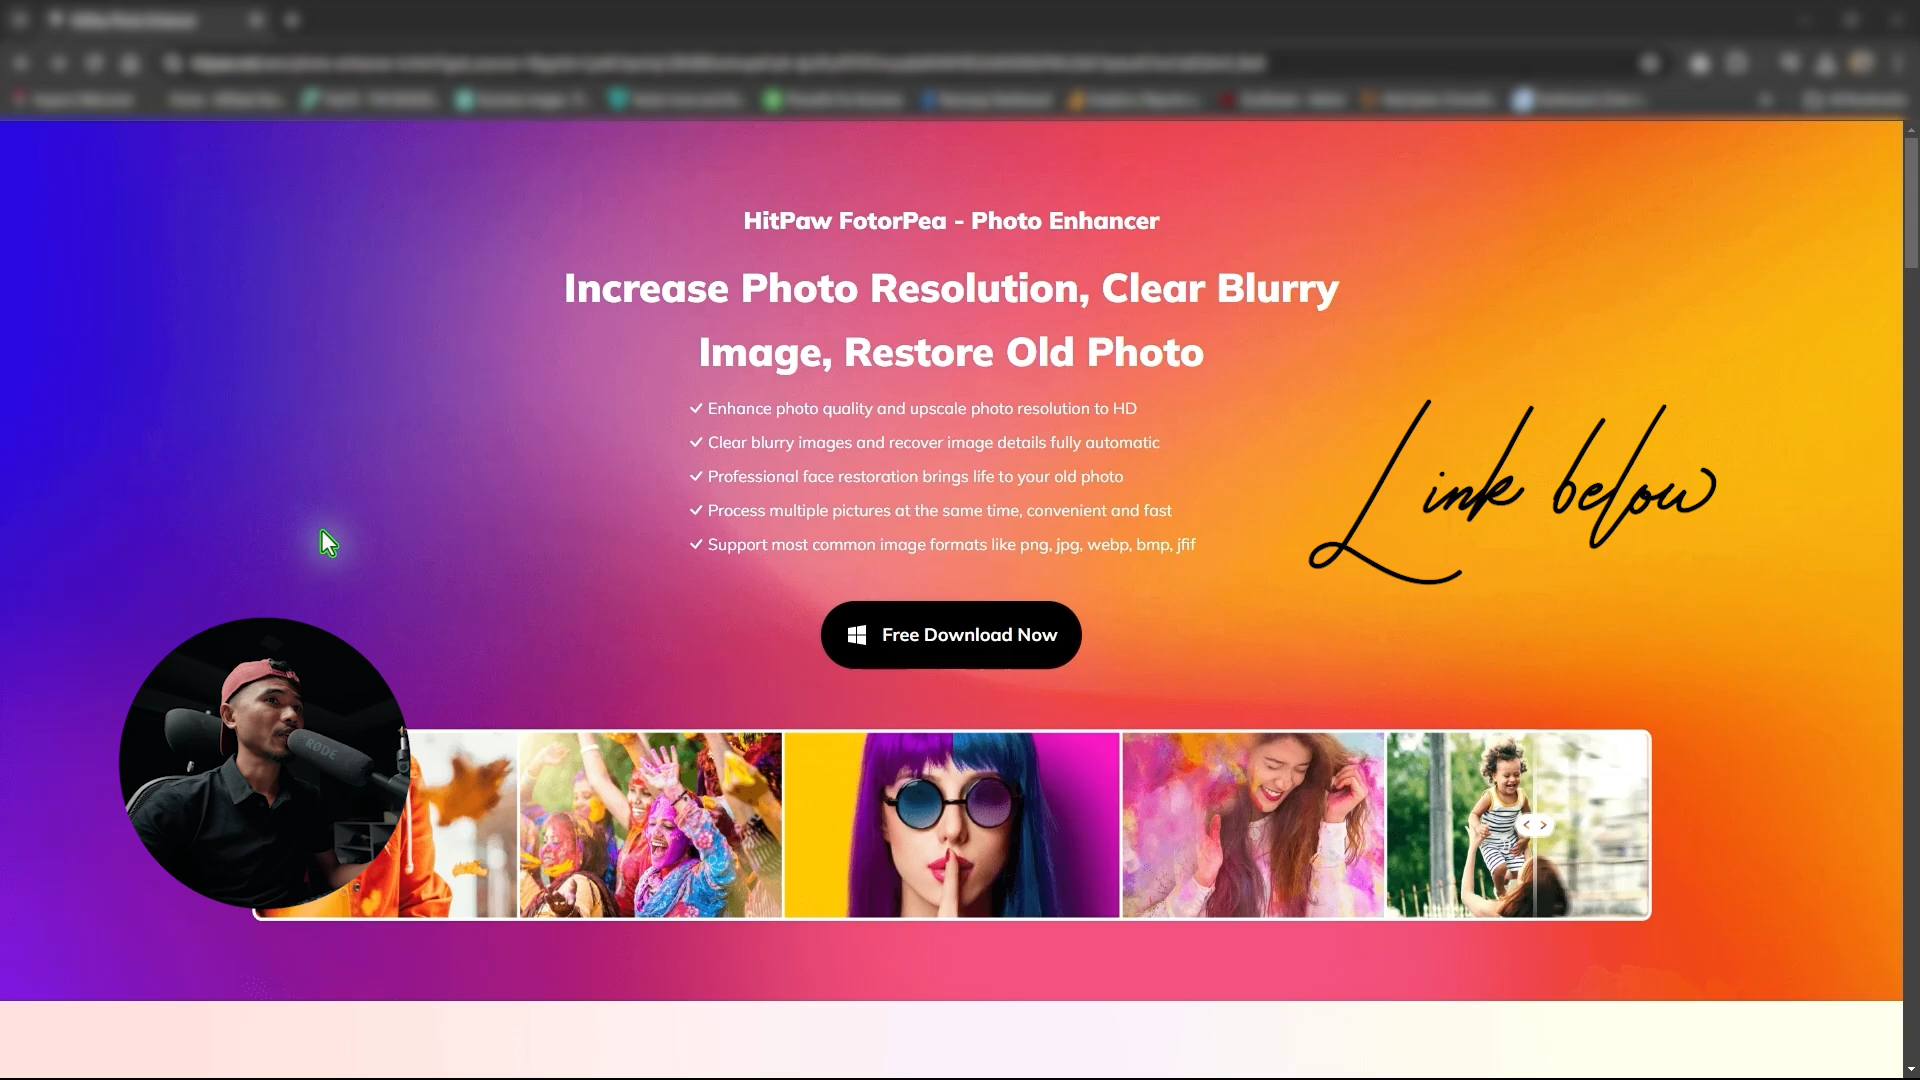 HitPaw FotorPea - Photo Enhancer
Increase Photo Resolution, Clear Blurry
Image, Restore Old Photo
Enhance photo quality and upscale photo resolution to HD
Clear blurry images and recover image details fully automatic
Professional face restoration brings life to your old photo
Process multiple pictures at the same time, convenient and fast
Support most common image formats like png, jpg, webp, bmp, jfif
Link below
Free Download Now
RØDE